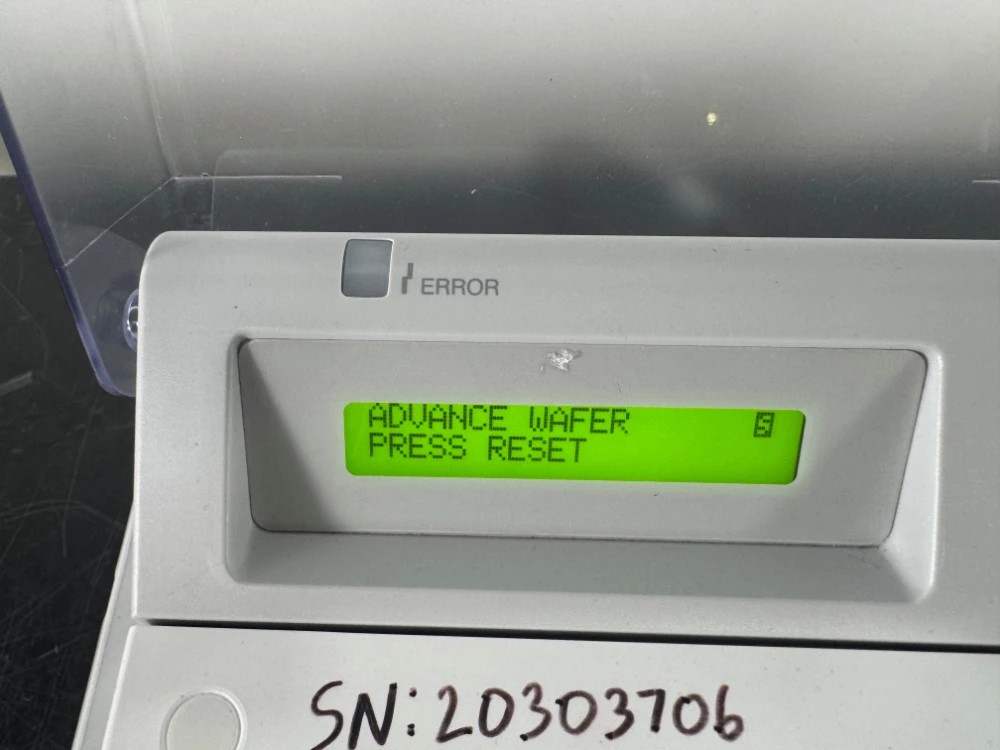 ERROR
ADVANCE WAFER
PRESS RESET
SN: 20303706